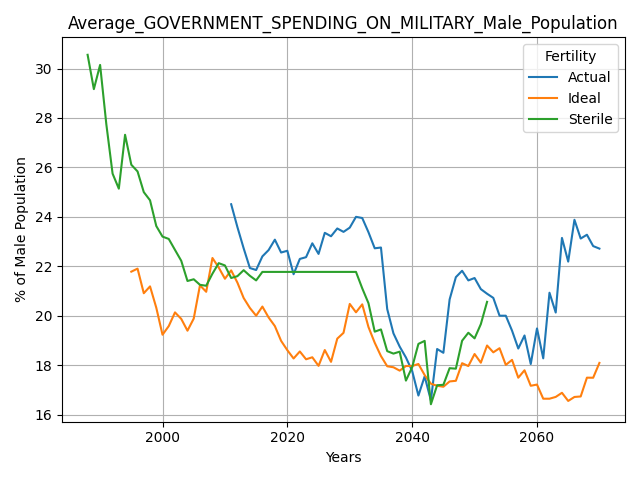 Average_GOVERNMENT_SPENDING_ON_MILITARY_Male_Population
Fertility
Actual
Ideal
Sterile
% of Male Population
30
28
26
24
22
20
18
16
2000
2020
2040
2060
Years